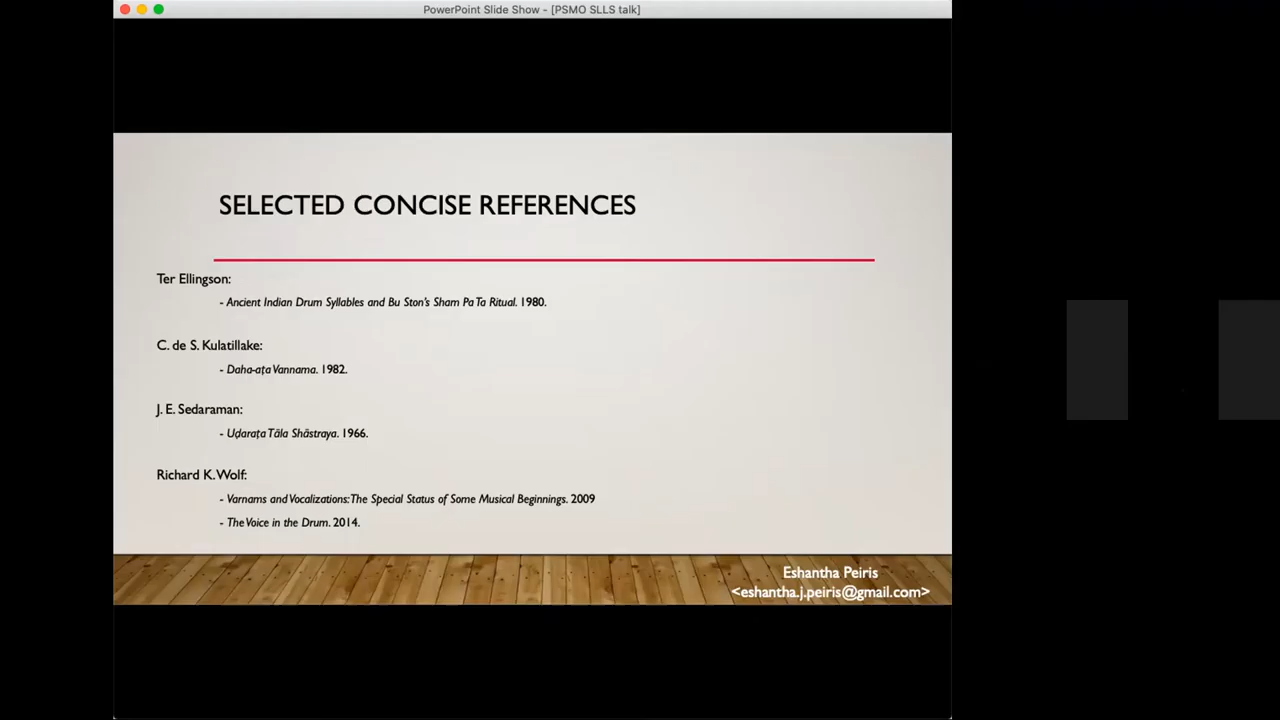 PowerPoint Slide Show - [PSMO SLLS talk]
SELECTED CONCISE REFERENCES
Ter Ellingson:
- Ancient Indian Drum Syllables and Bu Ston's Sham Pa Ta Ritual. 1980.
C. de S. Kulatillake:
- Daha-aṭa Vannama. 1982.
J. E. Sedaraman:
- Uḍaraṭa Tāla Shāstraya. 1966.
Richard K. Wolf:
- Varnams and Vocalizations: The Special Status of Some Musical Beginnings. 2009
- The Voice in the Drum. 2014.
Eshantha Peiris
<eshantha.j.peiris@gmail.com>